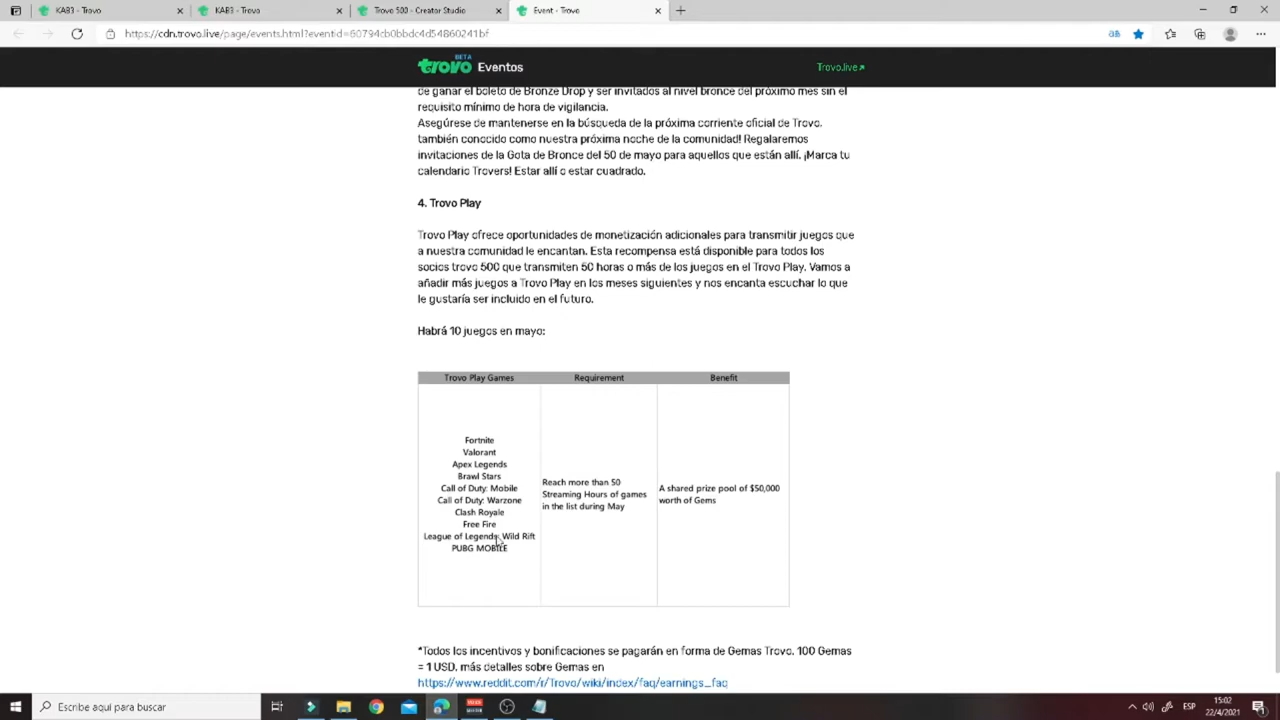 KAB3 - Trovo
KAB3 - Trovo
Trovo 500 - Creator Studio
Event - Trovo
https://cdn.trovo.live/page/events.html?eventid=60794cb0bbdc4d54860241bf
trovo BETA Eventos
Trovo.live
de ganar el boleto de Bronze Drop y ser invitados al nivel bronce del próximo mes sin el
requisito mínimo de hora de vigilancia.
Asegúrese de mantenerse en la búsqueda de la próxima corriente oficial de Trovo,
también conocido como nuestra próxima noche de la comunidad! Regalaremos
invitaciones de la Gota de Bronce del 50 de mayo para aquellos que están allí. ¡Marca tu
calendario Trovers! Estar allí o estar cuadrado.
4. Trovo Play
Trovo Play ofrece oportunidades de monetización adicionales para transmitir juegos que
a nuestra comunidad le encantan. Esta recompensa está disponible para todos los
socios trovo 500 que transmiten 50 horas o más de los juegos en el Trovo Play. Vamos a
añadir más juegos a Trovo Play en los meses siguientes y nos encanta escuchar lo que
le gustaría ser incluido en el futuro.
Habrá 10 juegos en mayo:
Trovo Play Games
Requirement
Benefit
Fortnite
Valorant
Apex Legends
Brawl Stars
Call of Duty: Mobile
Call of Duty: Warzone
Clash Royale
Free Fire
League of Legends: Wild Rift
PUBG MOBILE
Reach more than 50
Streaming Hours of games
in the list during May
A shared prize pool of $50,000
worth of Gems
*Todos los incentivos y bonificaciones se pagarán en forma de Gemas Trovo. 100 Gemas
= 1 USD, más detalles sobre Gemas en
https://www.reddit.com/r/Trovo/wiki/index/faq/earnings_faq
Escribe aquí para buscar
ESP
15:02
22/4/2021